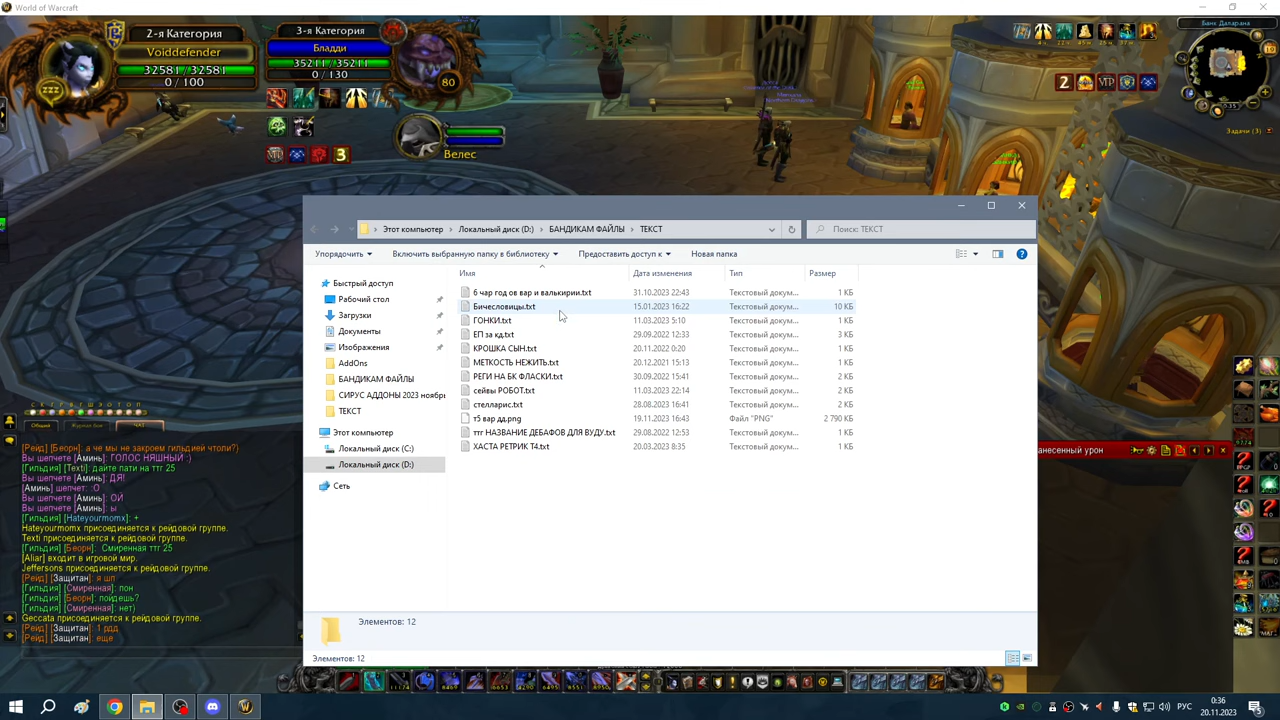 World of Warcraft
2-я Категория
Voiddefender
32581/32581
0/100
zzz
3-я Категория
Бладди
35211/35211
0/130
80
Велес
3
Банк Даларана
2
VIP
Задачи (3)
Этот компьютер > Локальный диск (D:) > БАНДИКАМ ФАЙЛЫ > ТЕКСТ
Поиск: ТЕКСТ
Упорядочить
Включить выбранную папку в библиотеку
Предоставить доступ к
Новая папка
Имя Дата изменения Тип Размер
Быстрый доступ
Рабочий стол
Загрузки
Документы
Изображения
AddOns
БАНДИКАМ ФАЙЛЫ
СИРУС АДДОНЫ 2023 ноябрь
ТЕКСТ
Этот компьютер
Локальный диск (C:)
Локальный диск (D:)
Сеть
6 чар год ов вар и валькирии.txt 31.10.2023 22:43 Текстовый докум... 1 КБ
Бичесловицы.txt 15.01.2023 16:22 Текстовый докум... 10 КБ
ГОНКИ.txt 11.03.2023 5:10 Текстовый докум... 1 КБ
ЕП за кд.txt 29.09.2022 12:33 Текстовый докум... 3 КБ
КРОШКА СЫН.txt 20.11.2022 0:20 Текстовый докум... 1 КБ
МЕТКОСТЬ НЕЖИТЬ.txt 20.12.2021 15:13 Текстовый докум... 1 КБ
РЕГИ НА БК ФЛАСКИ.txt 30.09.2022 15:41 Текстовый докум... 2 КБ
сейвы РОБОТ.txt 11.03.2023 22:14 Текстовый докум... 2 КБ
стелларис.txt 28.08.2023 16:41 Текстовый докум... 2 КБ
т5 вар дд.png 19.11.2023 16:43 Файл "PNG" 2 790 КБ
ттг НАЗВАНИЕ ДЕБАФОВ ДЛЯ ВУДУ.txt 29.08.2022 12:53 Текстовый докум... 1 КБ
ХАСТА РЕТРИК Т4.txt 20.03.2023 8:35 Текстовый докум... 1 КБ
Элементов: 12
Элементов: 12
С К Г Р В Г Ш Э Т О Т О П
Общий
Журнал боя
ЧАЗ
[Рейд] [Беорн]: а че мы не закроем гильдией чтоли?)
Вы шепчете [Аминь]: ГОЛОС НЯШНЫЙ :)
[Гильдия] [Texti]: дайте пати на ттг 25
Вы шепчете [Аминь]: ДЯ!
[Аминь] шепчет: :О
Вы шепчете [Аминь]: ОЙ
Вы шепчете [Аминь]: ы
[Гильдия] [Hateyourmomx]: +
Hateyourmomx присоединяется к рейдовой группе.
Texti присоединяется к рейдовой группе.
[Гильдия] [Беорн]: Смиренная ттг 25
[Aliar] входит в игровой мир.
Jeffersons присоединяется к рейдовой группе.
[Рейд] [Защитан]: я шп
[Гильдия] [Смиренная]: пон
[Гильдия] [Беорн]: пойдешь?
[Гильдия] [Смиренная]: нет)
Geccata присоединяется к рейдовой группе.
[Рейд] [Защитан]: 1 рдд
[Рейд] [Защитан]: еще
анесенный урон
РУС
0:36
20.11.2023
5